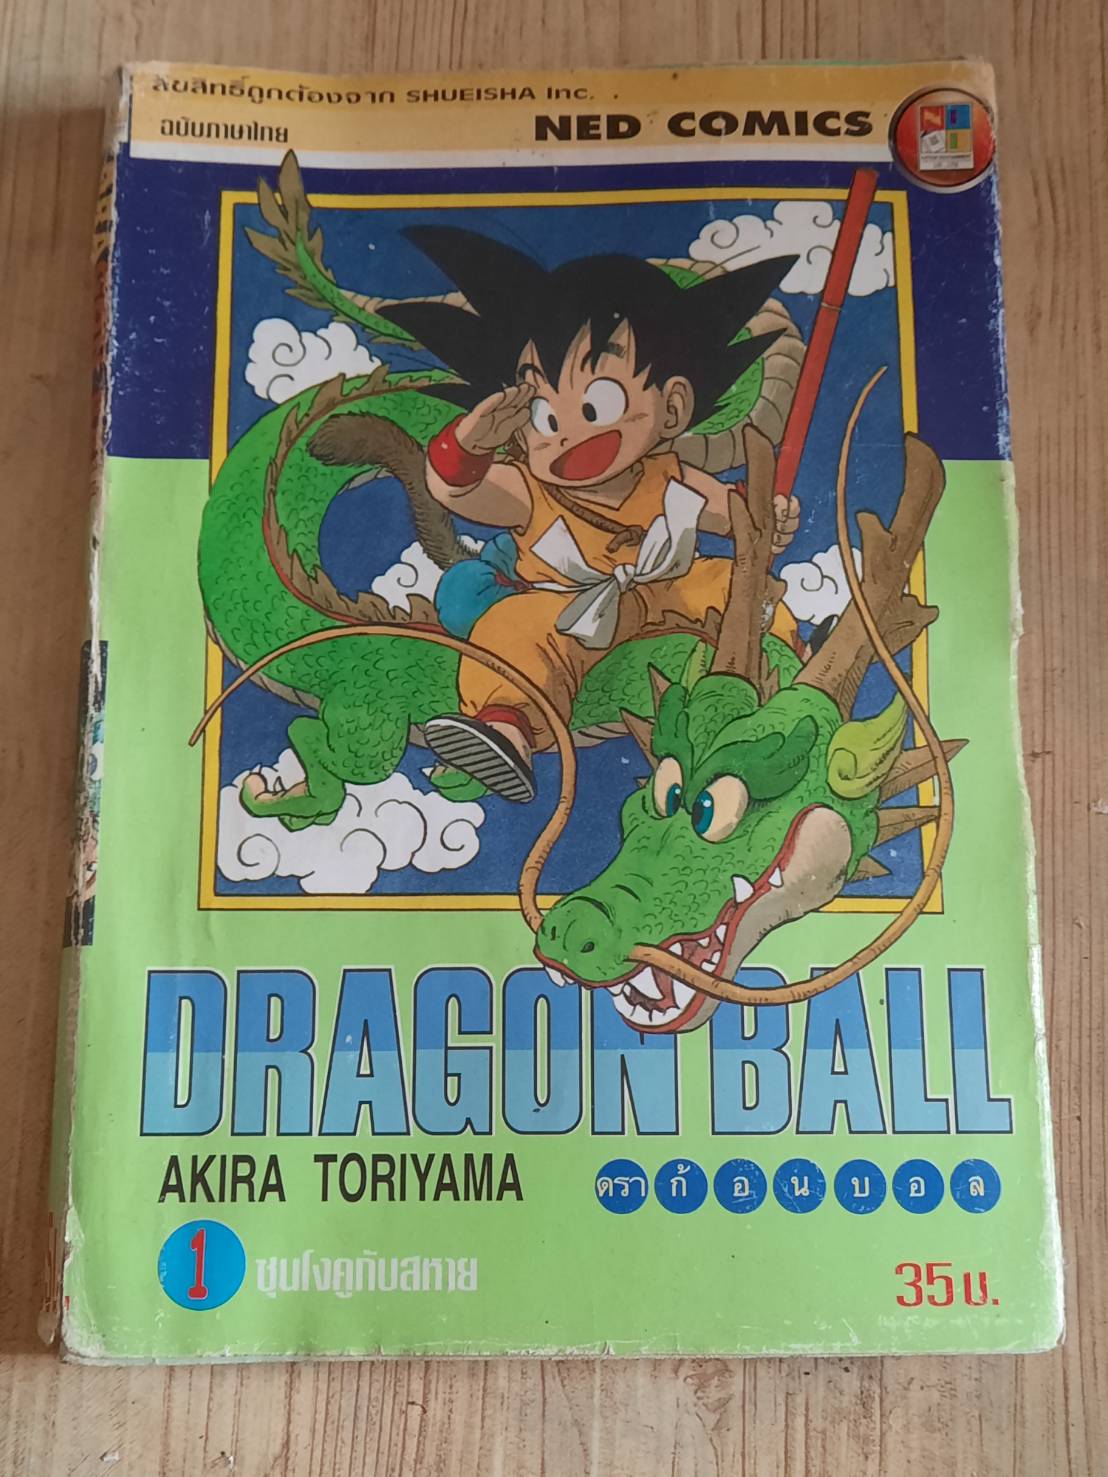 ลิขสิทธิ์ถูกต้องจาก SHUEISHA Inc.
ฉบับภาษาไทย
NED COMICS
DRAGON BALL
AKIRA TORIYAMA
ดราก้อนบอล
1 ซุนโงคูกับสหาย
35 บ.